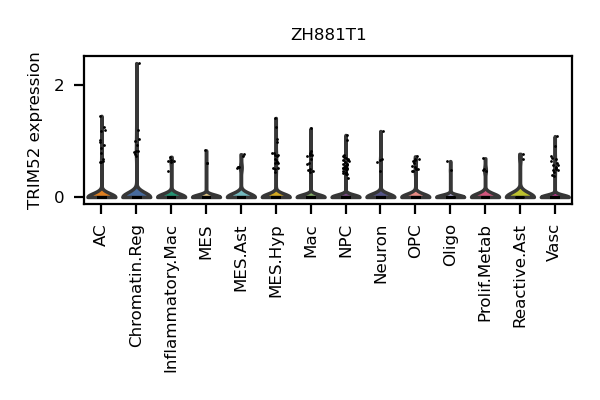 ZH881T1
TRIM52 expression
2
0
AC
Chromatin.Reg
Inflammatory.Mac
MES
MES.Ast
MES.Hyp
Mac
NPC
Neuron
OPC
Oligo
Prolif.Metab
Reactive.Ast
Vasc